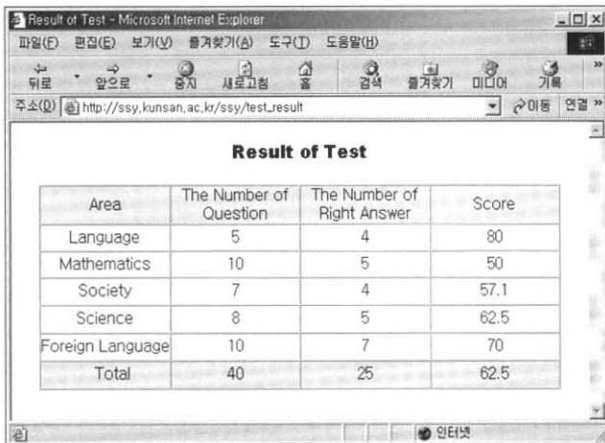 Result of Test - Microsoft Internet Explorer
파일(F) 편집(E) 보기(V) 즐겨찾기(A) 도구(T) 도움말(H)
뒤로 앞으로 중지 새로고침 홈 검색 즐겨찾기 미디어 기록 »
주소(D) http://ssy.kunsan.ac.kr/ssy/test_result 이동 연결 »
Result of Test
Area The Number of Question The Number of Right Answer Score
Language 5 4 80
Mathematics 10 5 50
Society 7 4 57.1
Science 8 5 62.5
Foreign Language 10 7 70
Total 40 25 62.5
인터넷